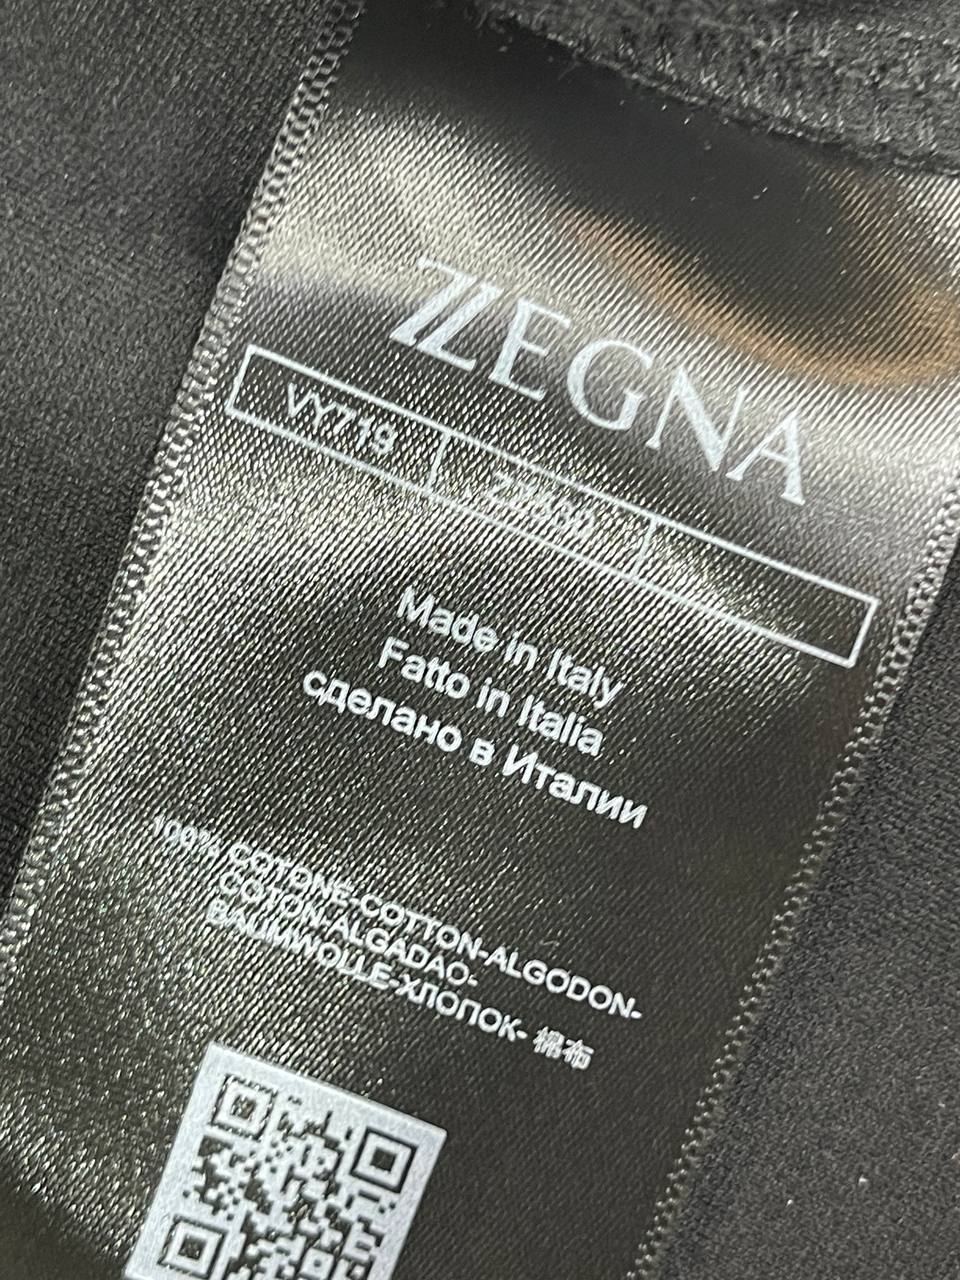 ZEGNA
VY719
Made in Italy
Fatto in Italia
сделано в Италии
100% COTONE-COTTON-ALGODON-
COTON-ALGADAO-
BAUMWOLLE-ХЛОПОК- 棉布